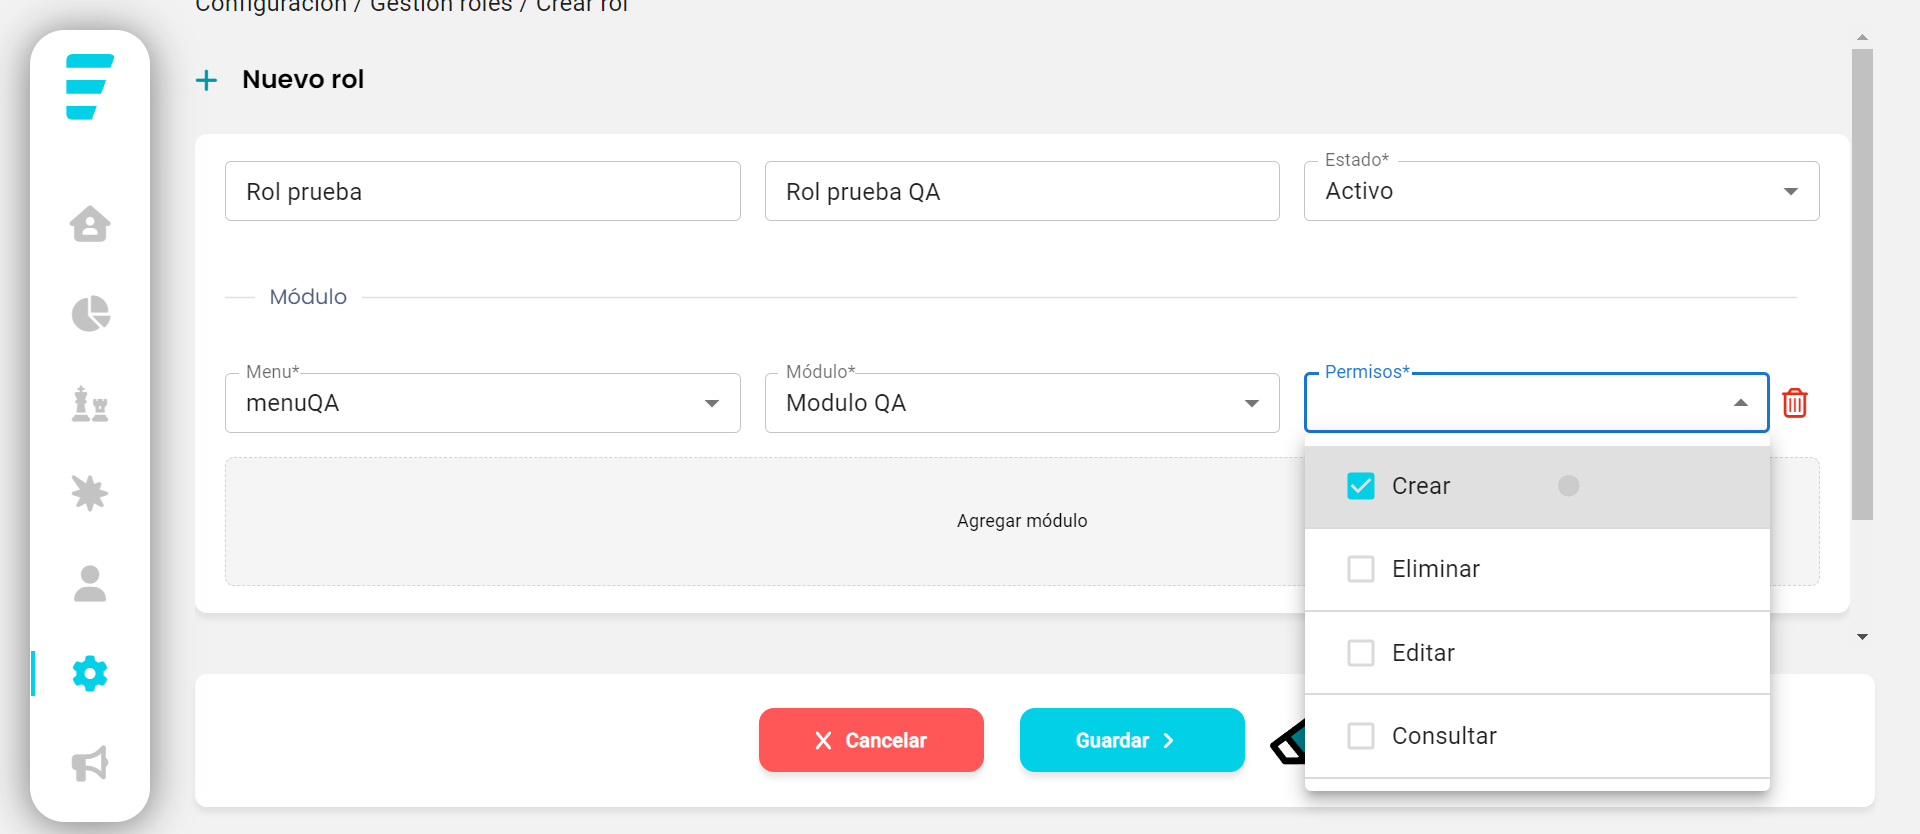 Configuración / Gestión roles / Crear rol
Nuevo rol
Rol prueba
Rol prueba QA
Estado*
Activo
Módulo
Menu*
menuQA
Módulo*
Modulo QA
Permisos*
Crear
Eliminar
Editar
Consultar
Agregar módulo
Cancelar
Guardar